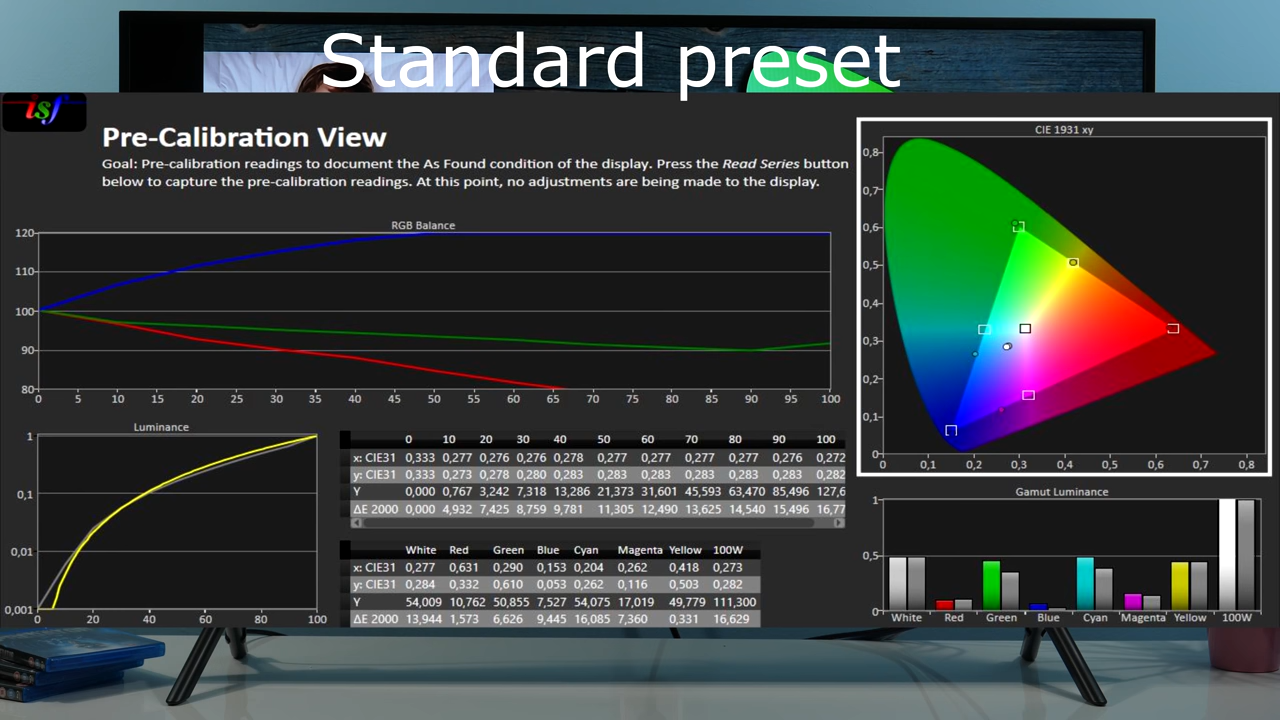 Standard preset
isf
Pre-Calibration View
Goal: Pre-calibration readings to document the As Found condition of the display. Press the Read Series button
below to capture the pre-calibration readings. At this point, no adjustments are being made to the display.
RGB Balance
120
110
100
90
80
0 5 10 15 20 25 30 35 40 45 50 55 60 65 70 75 80 85 90 95 100
Luminance
1
0,1
0,01
0,001
0 20 40 60 80 100
0 10 20 30 40 50 60 70 80 90 100
x: CIE31 0,333 0,277 0,276 0,276 0,278 0,277 0,277 0,277 0,277 0,276 0,272
y: CIE31 0,333 0,273 0,278 0,280 0,283 0,283 0,283 0,283 0,283 0,283 0,282
Y 0,000 0,767 3,242 7,318 13,286 21,373 31,601 45,593 63,470 85,496 127,6
ΔE 2000 0,000 4,932 7,425 8,759 9,781 11,305 12,490 13,625 14,540 15,496 16,77
White Red Green Blue Cyan Magenta Yellow 100W
x: CIE31 0,277 0,631 0,290 0,153 0,204 0,262 0,418 0,273
y: CIE31 0,284 0,332 0,610 0,053 0,262 0,116 0,503 0,282
Y 54,009 10,762 50,855 7,527 54,075 17,019 49,779 111,300
ΔE 2000 13,944 1,573 6,626 9,445 16,085 7,360 0,331 16,629
CIE 1931 xy
0,8
0,7
0,6
0,5
0,4
0,3
0,2
0,1
0
0 0,1 0,2 0,3 0,4 0,5 0,6 0,7 0,8
Gamut Luminance
1
0,5
0
White Red Green Blue Cyan Magenta Yellow 100W